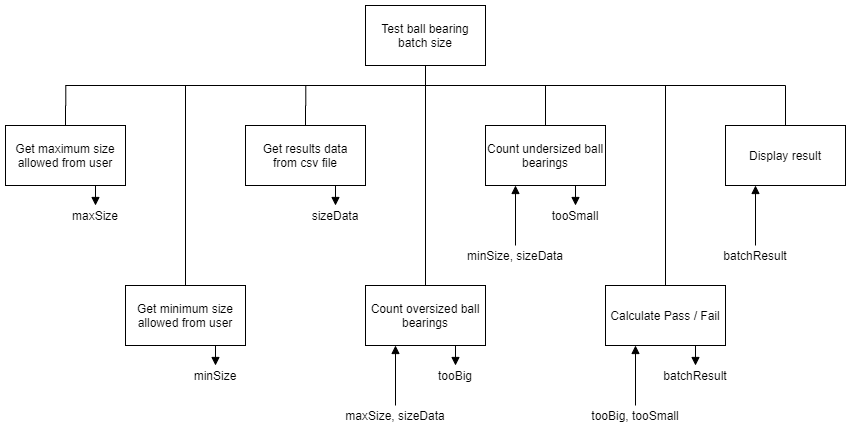 Test ball bearing
batch size
Get maximum size
allowed from user
Get results data
from csv file
Count undersized ball
bearings
Display result
maxSize
sizeData
tooSmall
minSize, sizeData
batchResult
Get minimum size
allowed from user
Count oversized ball
bearings
Calculate Pass / Fail
minSize
tooBig
batchResult
maxSize, sizeData
tooBig, tooSmall